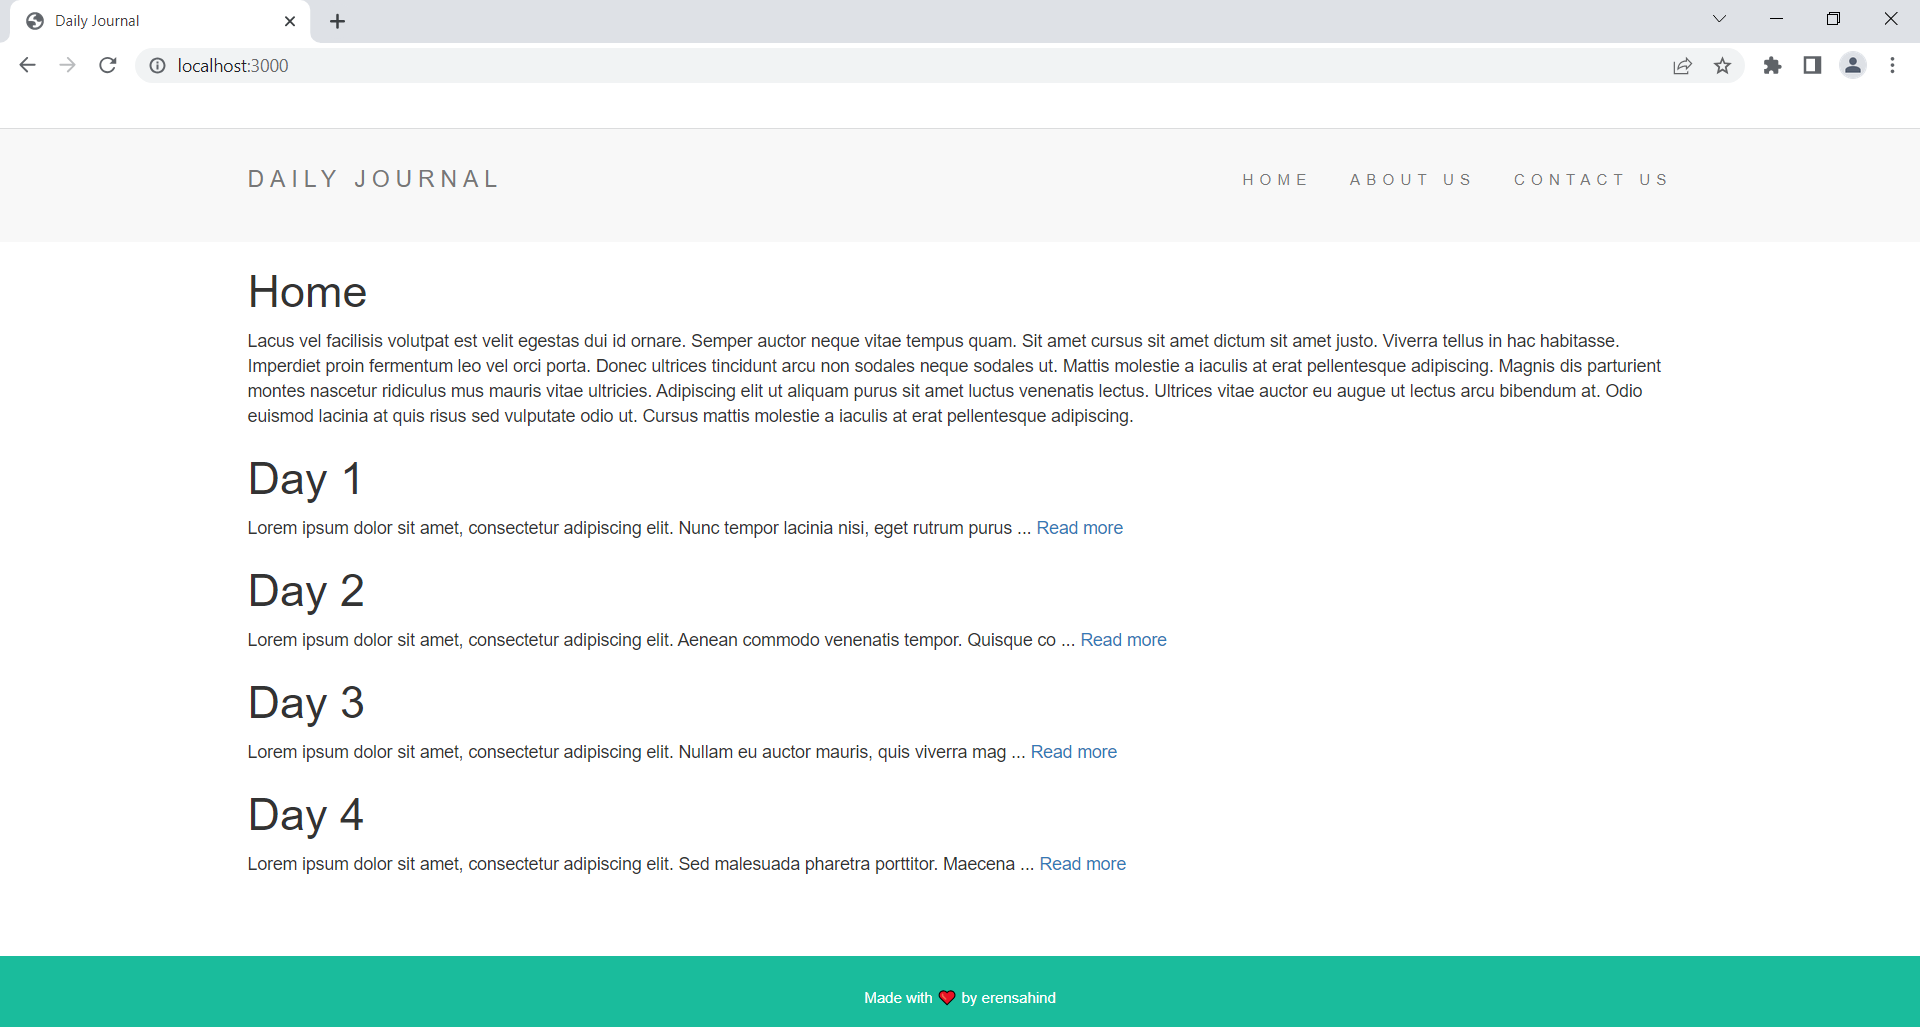 Daily Journal
localhost:3000
DAILY JOURNAL
HOME ABOUT US CONTACT US
Home
Lacus vel facilisis volutpat est velit egestas dui id ornare. Semper auctor neque vitae tempus quam. Sit amet cursus sit amet dictum sit amet justo. Viverra tellus in hac habitasse.
Imperdiet proin fermentum leo vel orci porta. Donec ultrices tincidunt arcu non sodales neque sodales ut. Mattis molestie a iaculis at erat pellentesque adipiscing. Magnis dis parturient
montes nascetur ridiculus mus mauris vitae ultricies. Adipiscing elit ut aliquam purus sit amet luctus venenatis lectus. Ultrices vitae auctor eu augue ut lectus arcu bibendum at. Odio
euismod lacinia at quis risus sed vulputate odio ut. Cursus mattis molestie a iaculis at erat pellentesque adipiscing.
Day 1
Lorem ipsum dolor sit amet, consectetur adipiscing elit. Nunc tempor lacinia nisi, eget rutrum purus ... Read more
Day 2
Lorem ipsum dolor sit amet, consectetur adipiscing elit. Aenean commodo venenatis tempor. Quisque co ... Read more
Day 3
Lorem ipsum dolor sit amet, consectetur adipiscing elit. Nullam eu auctor mauris, quis viverra mag ... Read more
Day 4
Lorem ipsum dolor sit amet, consectetur adipiscing elit. Sed malesuada pharetra porttitor. Maecena ... Read more
Made with ❤️ by erensahind